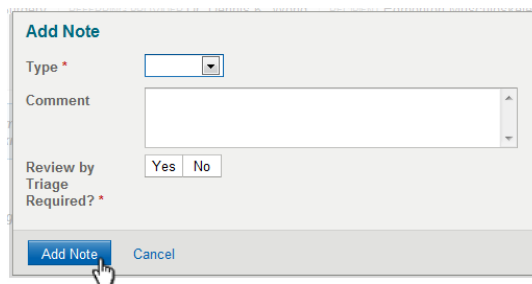 Add Note
Type *
Comment
Review by
Triage
Required? *
Yes No
Add Note Cancel